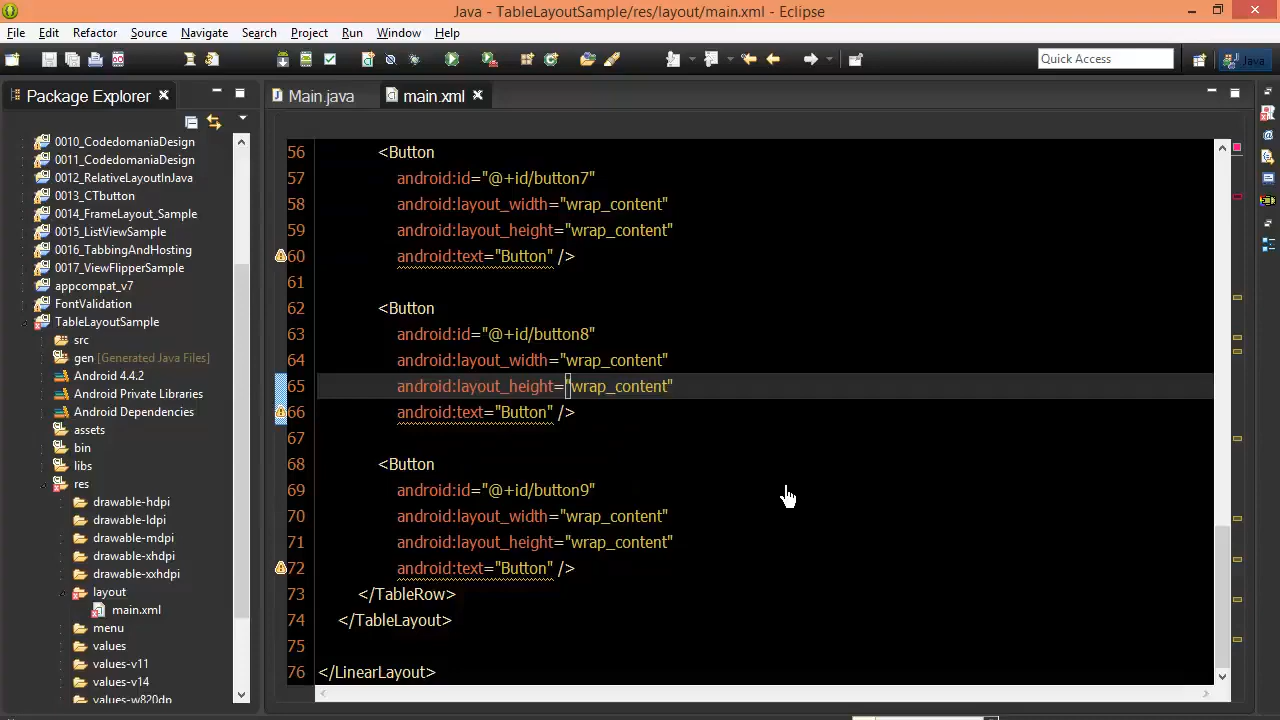 Java - TableLayoutSample/res/layout/main.xml - Eclipse
File Edit Refactor Source Navigate Search Project Run Window Help
Quick Access
Java
Package Explorer
Main.java
main.xml
0010_CodedomaniaDesign
0011_CodedomaniaDesign
0012_RelativeLayoutInJava
0013_CTbutton
0014_FrameLayout_Sample
0015_ListViewSample
0016_TabbingAndHosting
0017_ViewFlipperSample
appcompat_v7
FontValidation
TableLayoutSample
src
gen [Generated Java Files]
Android 4.4.2
Android Private Libraries
Android Dependencies
assets
bin
libs
res
drawable-hdpi
drawable-ldpi
drawable-mdpi
drawable-xhdpi
drawable-xxhdpi
layout
main.xml
menu
values
values-v11
values-v14
values-w820dp
56 <Button
57 android:id="@+id/button7"
58 android:layout_width="wrap_content"
59 android:layout_height="wrap_content"
60 android:text="Button" />
61
62 <Button
63 android:id="@+id/button8"
64 android:layout_width="wrap_content"
65 android:layout_height="wrap_content"
66 android:text="Button" />
67
68 <Button
69 android:id="@+id/button9"
70 android:layout_width="wrap_content"
71 android:layout_height="wrap_content"
72 android:text="Button" />
73 </TableRow>
74 </TableLayout>
75
76 </LinearLayout>